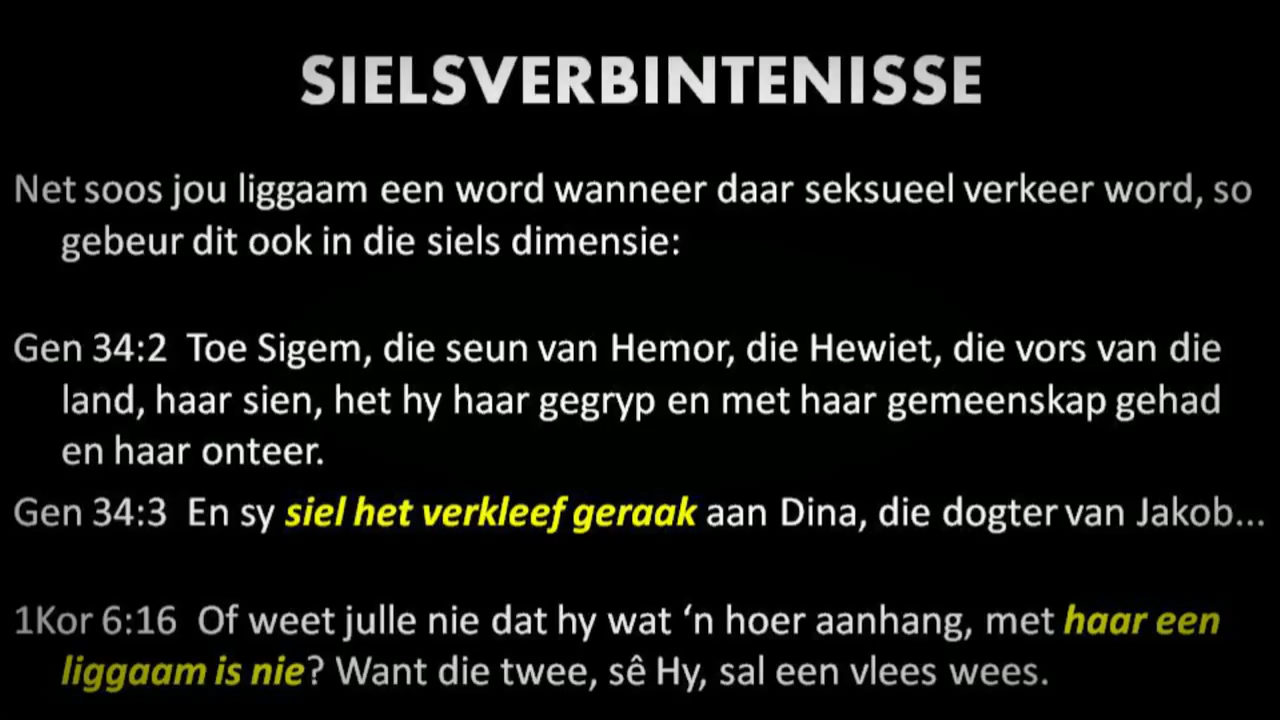 SIELSVERBINTENISSE
Net soos jou liggaam een word wanneer daar seksueel verkeer word, so
gebeur dit ook in die siels dimensie:
Gen 34:2 Toe Sigem, die seun van Hemor, die Hewiet, die vors van die
land, haar sien, het hy haar gegryp en met haar gemeenskap gehad
en haar onteer.
Gen 34:3 En sy siel het verkleef geraak aan Dina, die dogter van Jakob...
1Kor 6:16 Of weet julle nie dat hy wat ‘n hoer aanhang, met haar een
liggaam is nie? Want die twee, sê Hy, sal een vlees wees.